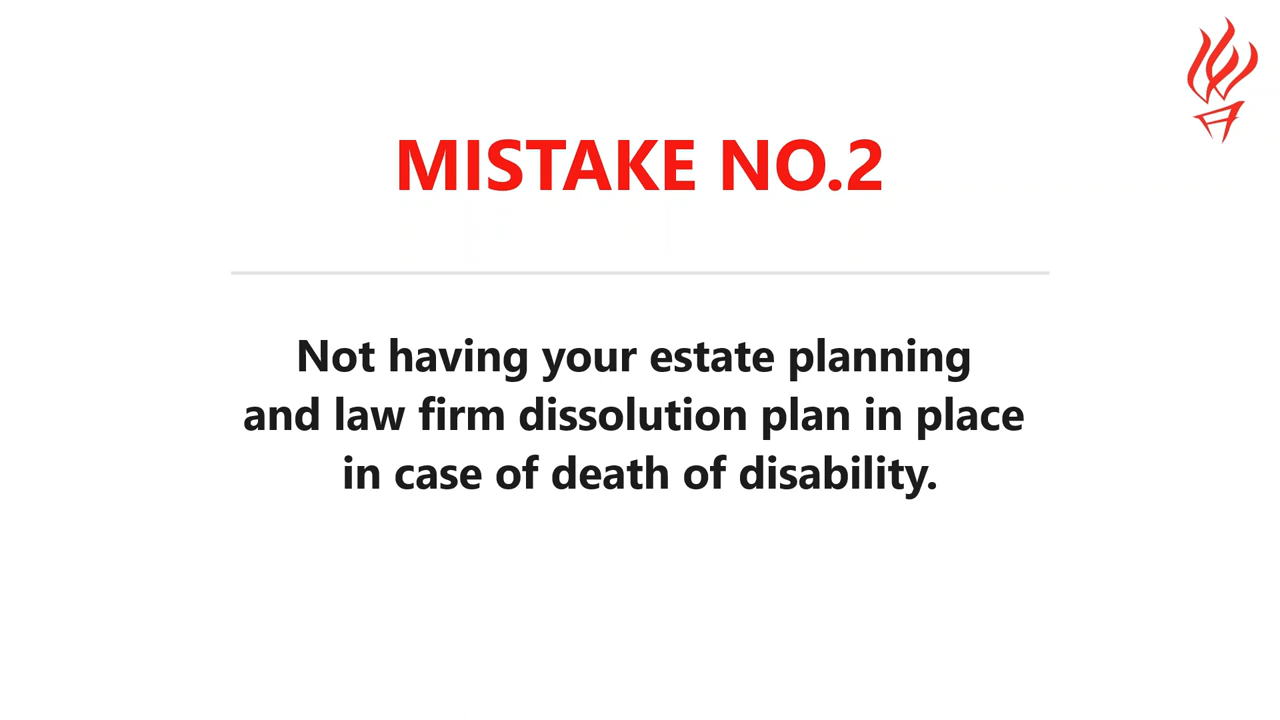 MISTAKE NO.2
Not having your estate planning
and law firm dissolution plan in place
in case of death of disability.